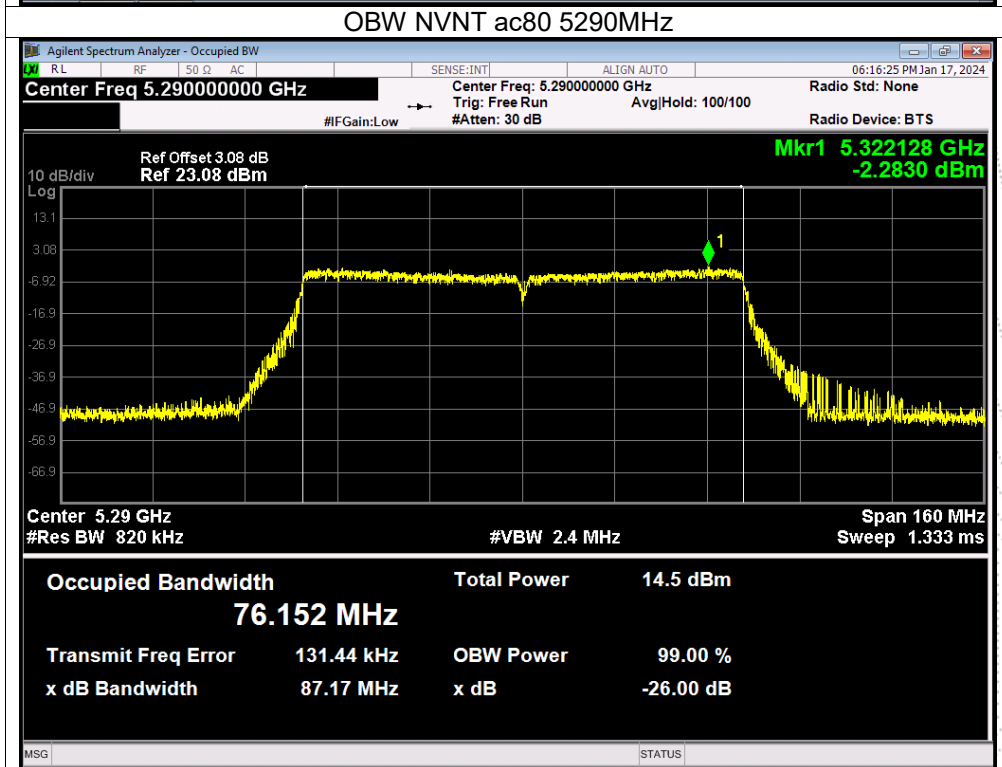 OBW NVNT ac80 5290MHz
Agilent Spectrum Analyzer - Occupied BW
LXI RL RF 50 Ω AC SENSE:INT ALIGN AUTO 06:16:25 PM Jan 17, 2024
Center Freq 5.290000000 GHz Center Freq: 5.290000000 GHz Radio Std: None
Trig: Free Run Avg|Hold: 100/100
#IFGain:Low #Atten: 30 dB Radio Device: BTS
Ref Offset 3.08 dB Mkr1 5.322128 GHz
10 dB/div Ref 23.08 dBm -2.2830 dBm
Log
13.1
3.08
-6.92
-16.9
-26.9
-36.9
-46.9
-56.9
-66.9
1
Center 5.29 GHz Span 160 MHz
#Res BW 820 kHz #VBW 2.4 MHz Sweep 1.333 ms
Occupied Bandwidth Total Power 14.5 dBm
76.152 MHz
Transmit Freq Error 131.44 kHz OBW Power 99.00 %
x dB Bandwidth 87.17 MHz x dB -26.00 dB
MSG STATUS